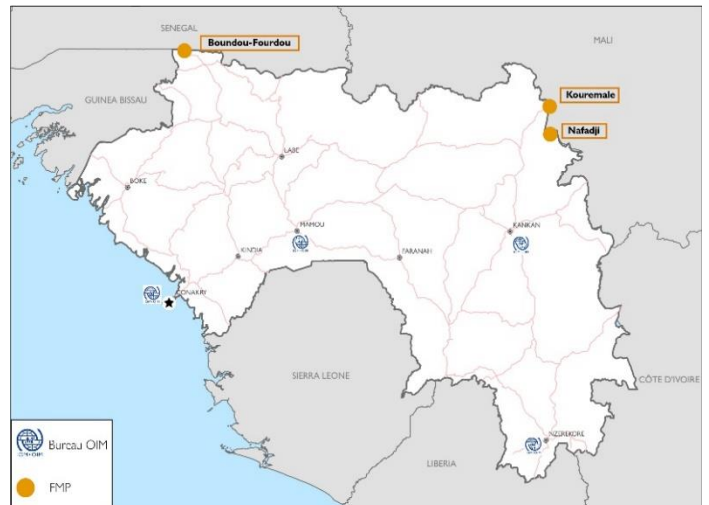 SENEGAL
Boundou-Fourdou
MALI
GUINEA BISSAU
Kouremale
Nafadji
LABE
BOKE
MAMOU
KANKAN
KINDIA
FARANAH
CONAKRY
SIERRA LEONE
CÔTE D'IVOIRE
NZEREKORE
LIBERIA
Bureau OIM
FMP